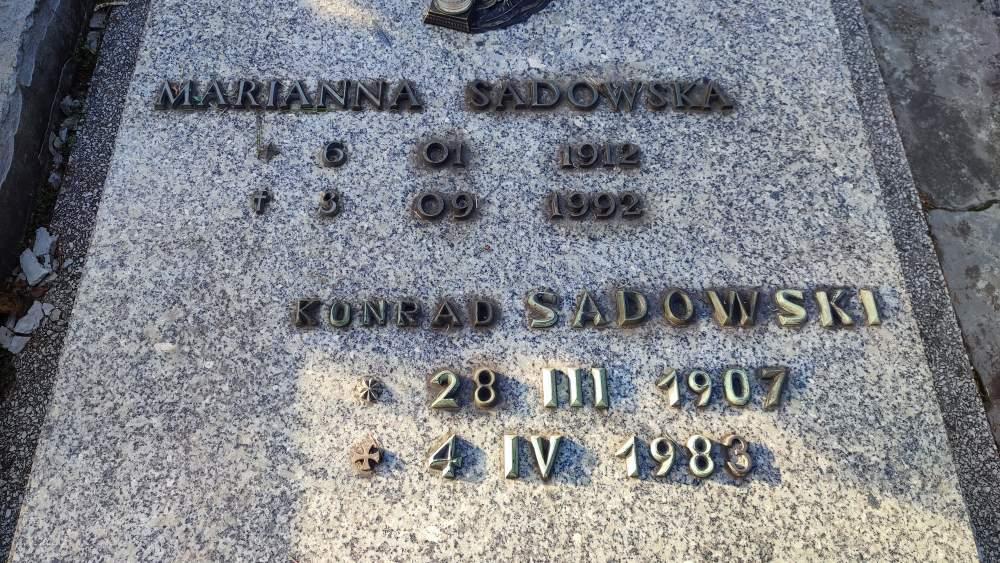 MARIANNA SADOWSKA
* 6 01 1912
✝ 3 09 1992
KONRAD SADOWSKI
* 28 III 1907
✠ 4 IV 1983